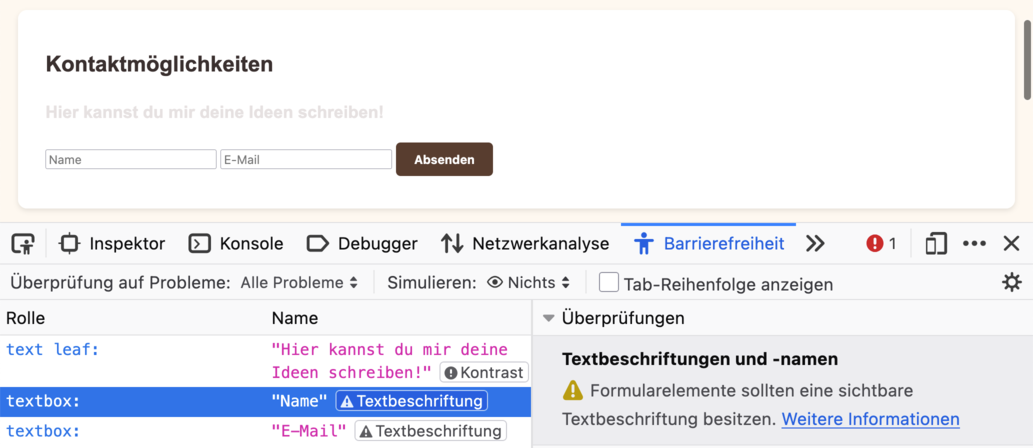 Kontaktmöglichkeiten
Hier kannst du mir deine Ideen schreiben!
Name E-Mail Absenden
Inspektor Konsole Debugger Netzwerkanalyse Barrierefreiheit 1
Überprüfung auf Probleme: Alle Probleme Simulieren: Nichts Tab-Reihenfolge anzeigen
Rolle Name Überprüfungen
text leaf: "Hier kannst du mir deine
Ideen schreiben!" Kontrast
textbox: "Name" Textbeschriftung
textbox: "E-Mail" Textbeschriftung
Textbeschriftungen und -namen
Formularelemente sollten eine sichtbare
Textbeschriftung besitzen. Weitere Informationen